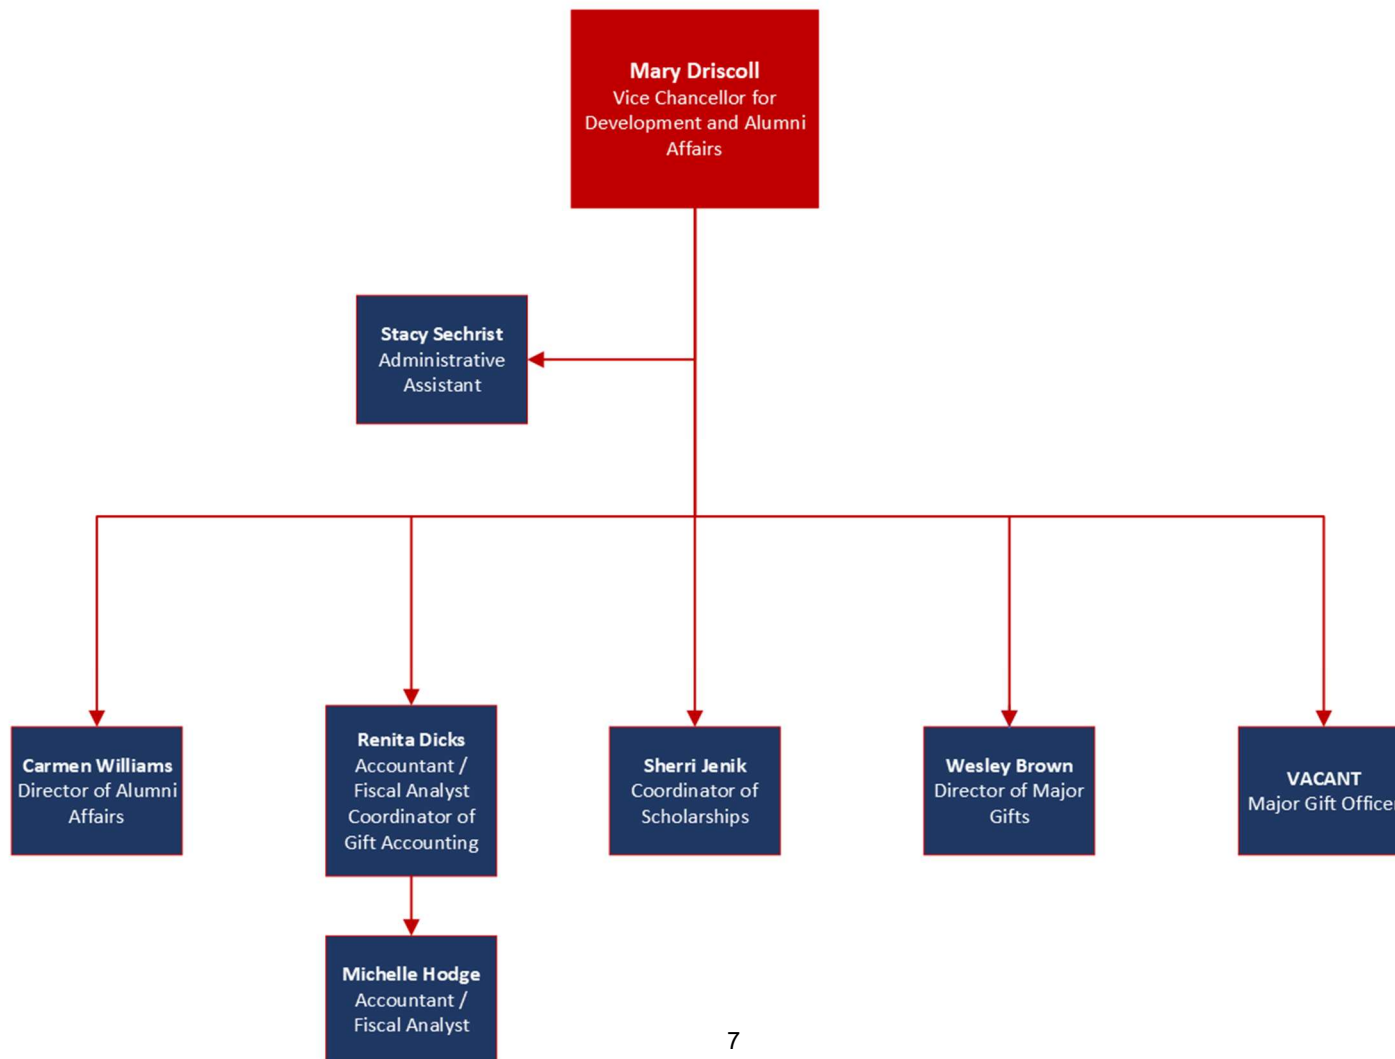 Mary Driscoll
Vice Chancellor for
Development and Alumni
Affairs
Stacy Sechrist
Administrative
Assistant
Carmen Williams
Director of Alumni
Affairs
Renita Dicks
Accountant /
Fiscal Analyst
Coordinator of
Gift Accounting
Sherri Jenik
Coordinator of
Scholarships
Wesley Brown
Director of Major
Gifts
VACANT
Major Gift Officer
Michelle Hodge
Accountant /
Fiscal Analyst
7